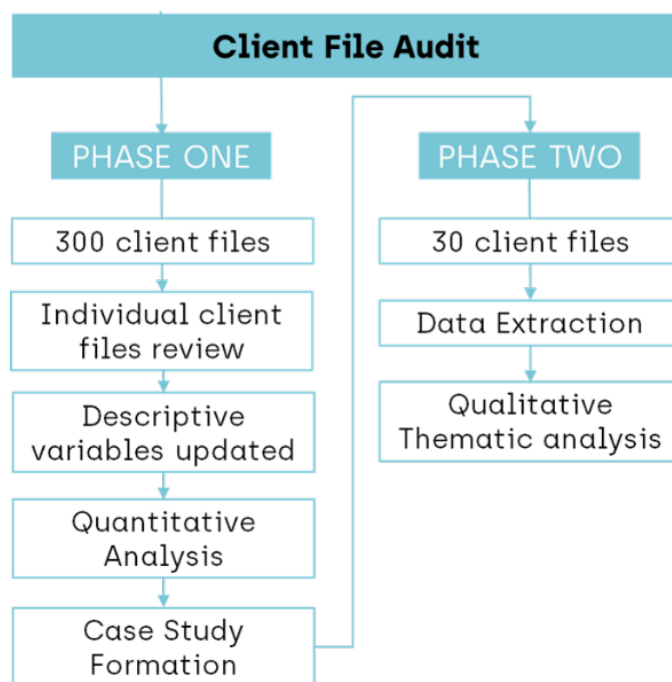 Client File Audit
PHASE ONE
300 client files
Individual client
files review
Descriptive
variables updated
Quantitative
Analysis
Case Study
Formation
PHASE TWO
30 client files
Data Extraction
Qualitative
Thematic analysis